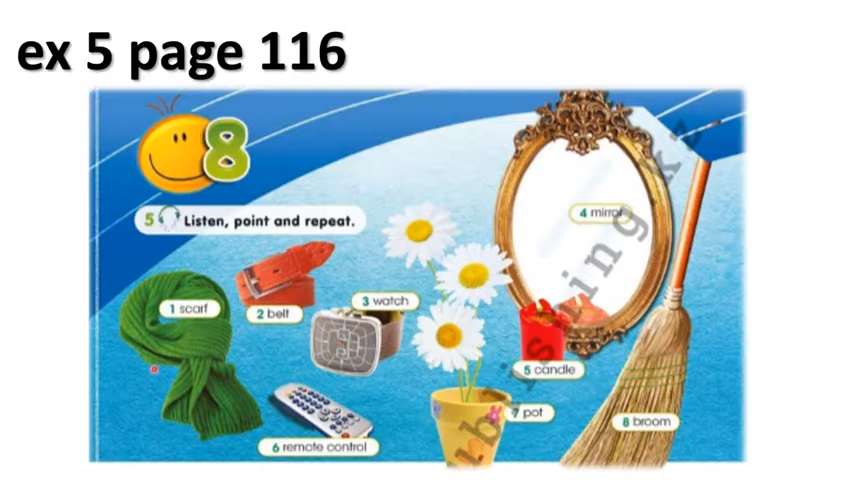 ex 5 page 116
8
5 Listen, point and repeat.
4 mirror
3 watch
1 scarf
2 belt
5 candle
7 pot
8 broom
6 remote control